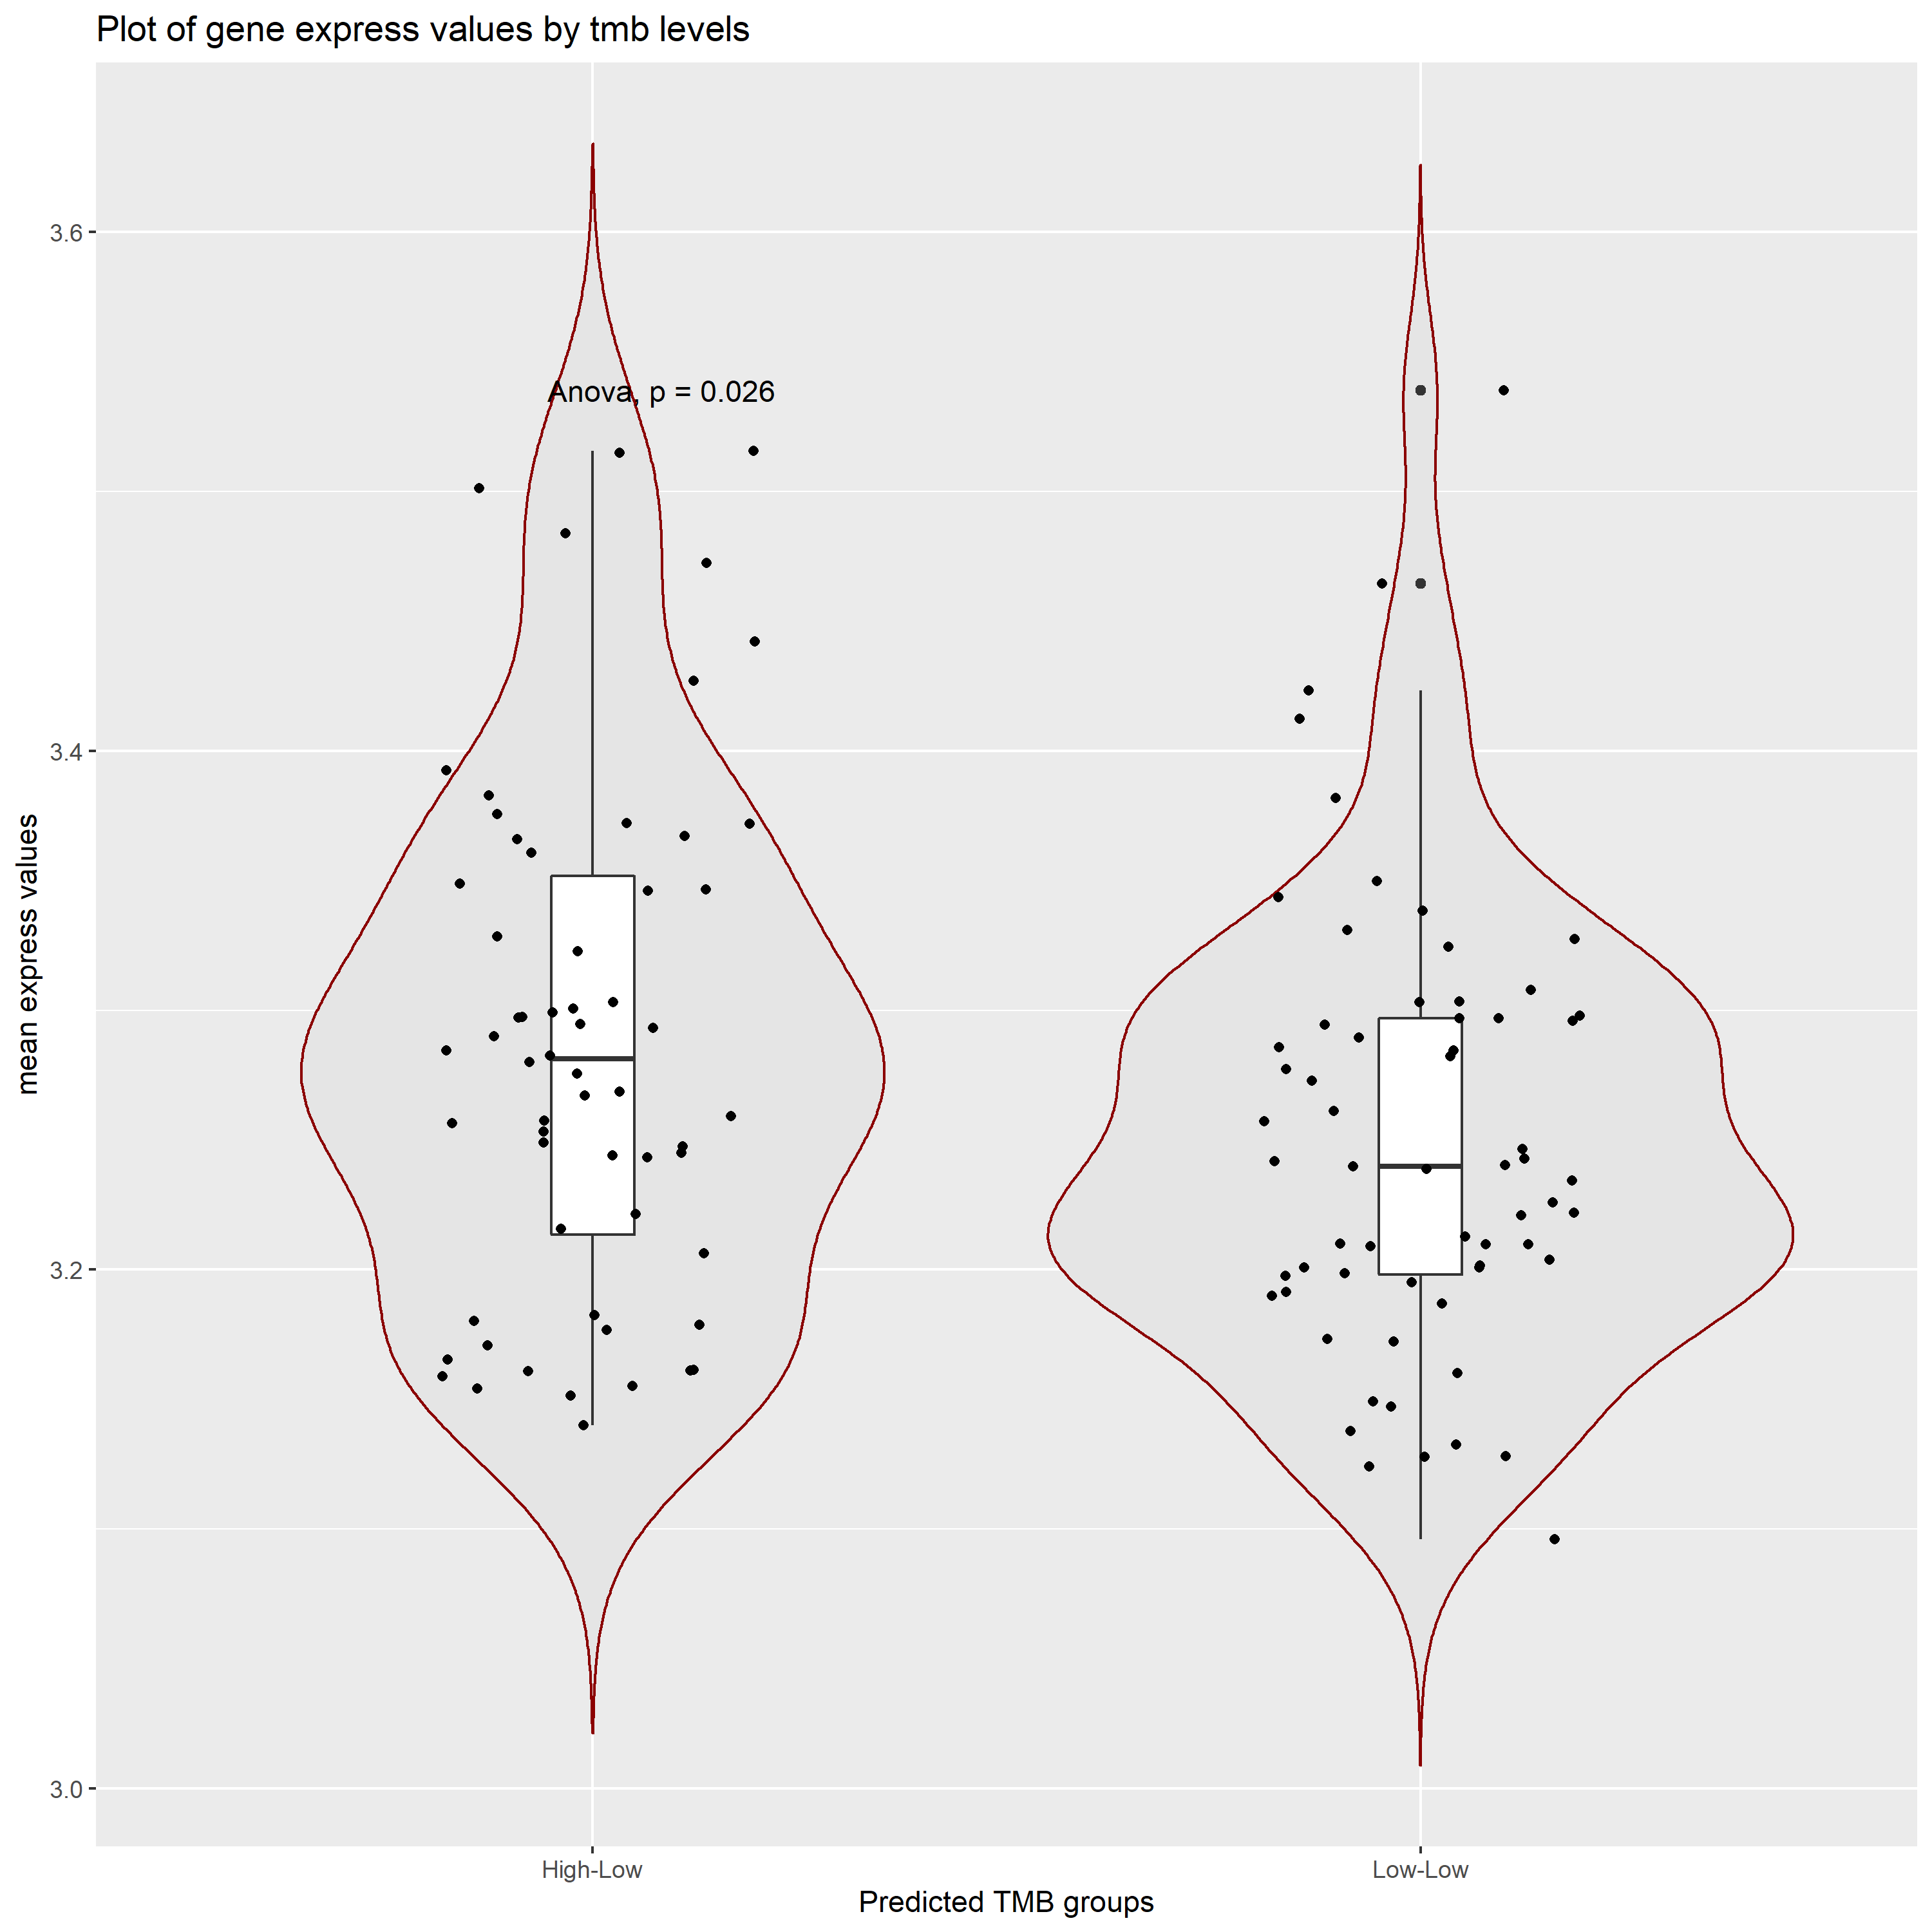 Plot of gene express values by tmb levels
3.6
Anova, p = 0.026
3.4
mean express values
3.2
3.0
High-Low
Low-Low
Predicted TMB groups